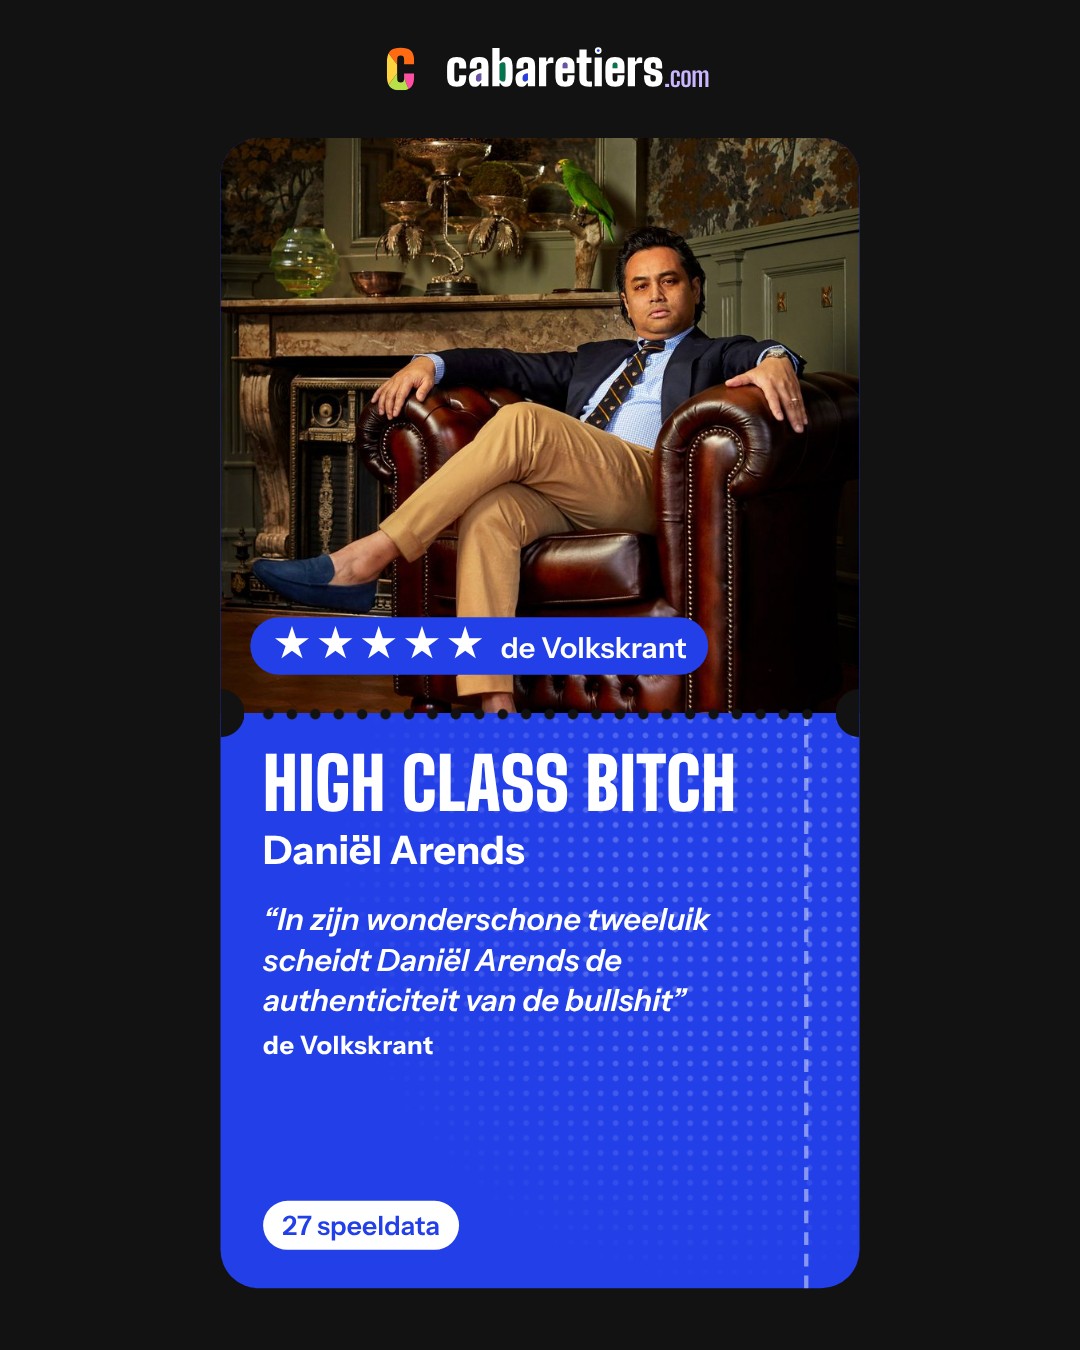 cabaretiers.com
★★★★★ de Volkskrant
HIGH CLASS BITCH
Daniël Arends
“In zijn wonderschone tweeluik
scheidt Daniël Arends de
authenticiteit van de bullshit”
de Volkskrant
27 speeldata